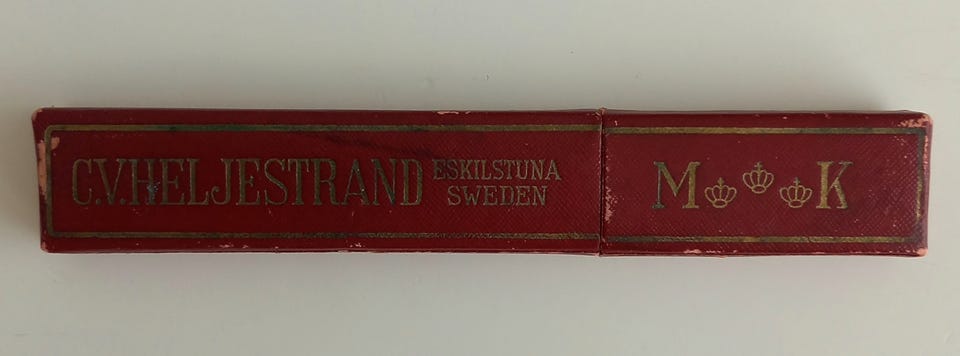 C.V.HELJESTRAND
ESKILSTUNA
SWEDEN
M K